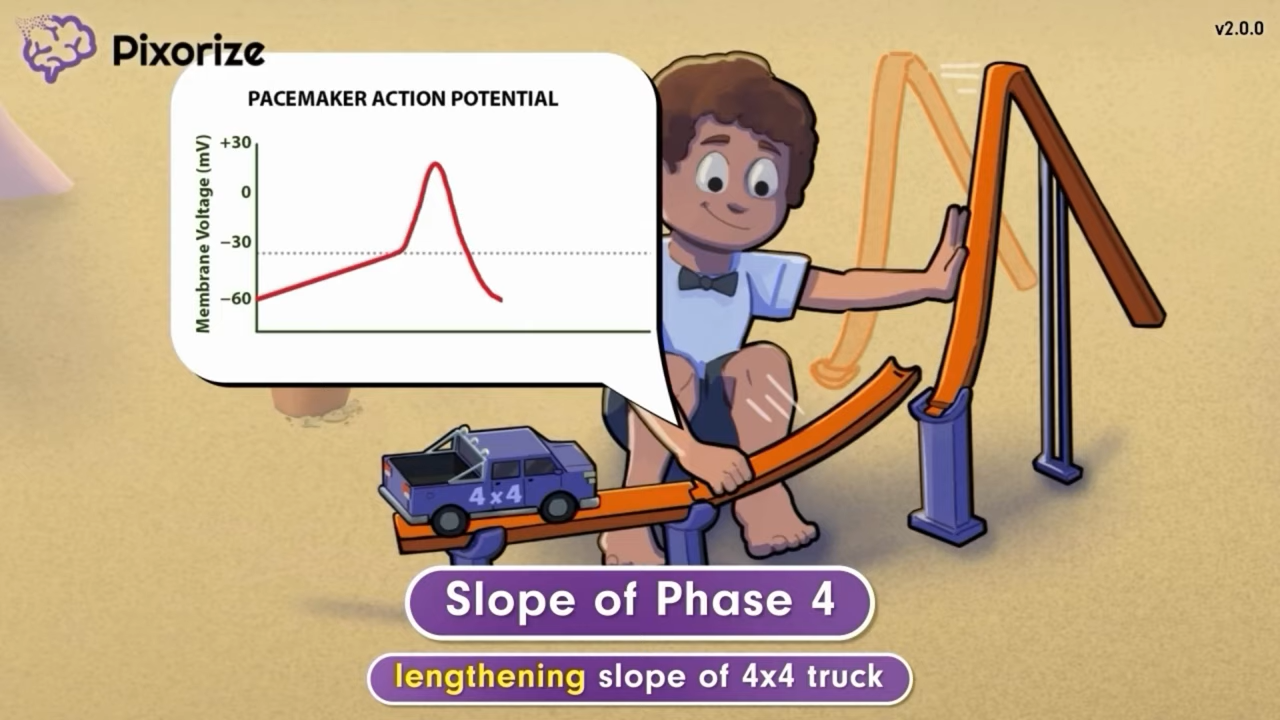 Pixorize
v2.0.0
PACEMAKER ACTION POTENTIAL
Membrane Voltage (mV)
+30
0
−30
−60
4x4
Slope of Phase 4
lengthening slope of 4x4 truck